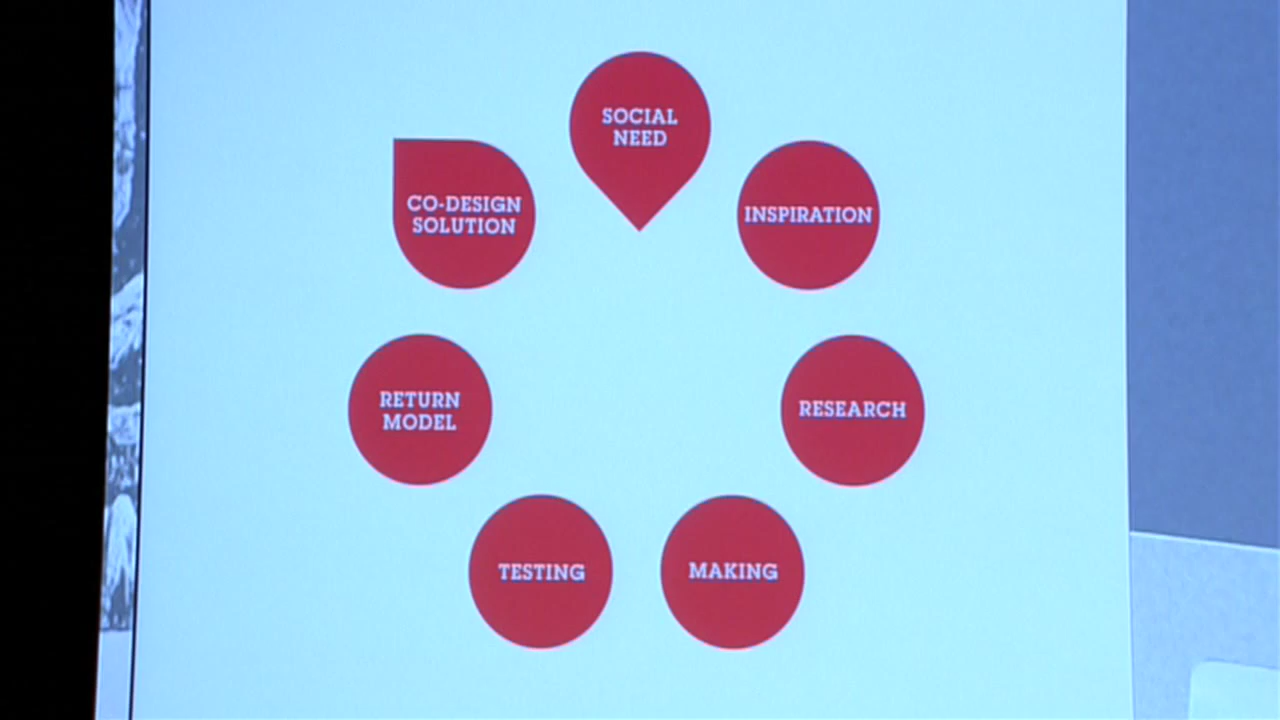 SOCIAL
NEED
INSPIRATION
RESEARCH
MAKING
TESTING
RETURN
MODEL
CO-DESIGN
SOLUTION